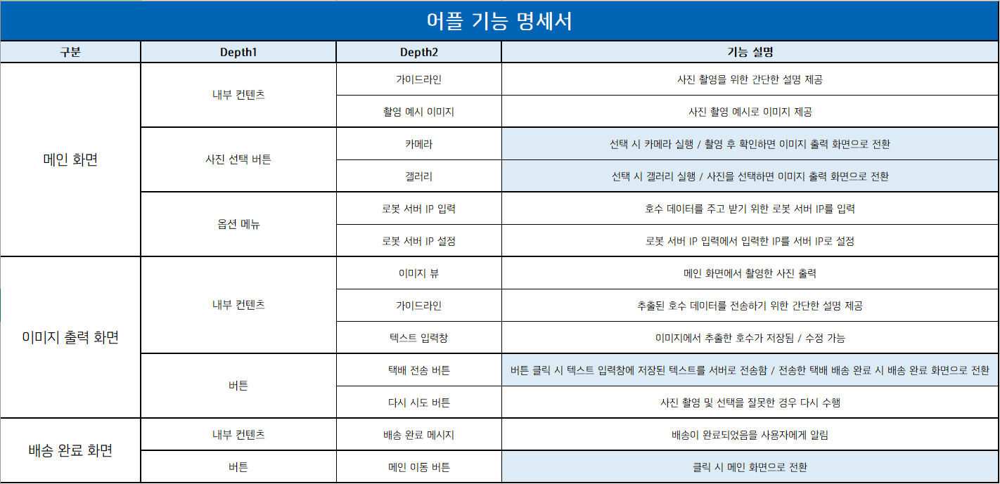 어플 기능 명세서
구분 Depth1 Depth2 기능 설명
메인 화면
내부 컨텐츠
가이드라인 사진 촬영을 위한 간단한 설명 제공
촬영 예시 이미지 사진 촬영 예시로 이미지 제공
사진 선택 버튼
카메라 선택 시 카메라 실행 / 촬영 후 확인하면 이미지 출력 화면으로 전환
갤러리 선택 시 갤러리 실행 / 사진을 선택하면 이미지 출력 화면으로 전환
옵션 메뉴
로봇 서버 IP 입력 호수 데이터를 주고 받기 위한 로봇 서버 IP를 입력
로봇 서버 IP 설정 로봇 서버 IP 입력에서 입력한 IP를 서버 IP로 설정
이미지 출력 화면
내부 컨텐츠
이미지 뷰 메인 화면에서 촬영한 사진 출력
가이드라인 추출된 호수 데이터를 전송하기 위한 간단한 설명 제공
텍스트 입력창 이미지에서 추출한 호수가 저장됨 / 수정 가능
버튼
택배 전송 버튼 버튼 클릭 시 텍스트 입력창에 저장된 텍스트를 서버로 전송함 / 전송한 택배 배송 완료 시 배송 완료 화면으로 전환
다시 시도 버튼 사진 촬영 및 선택을 잘못한 경우 다시 수행
배송 완료 화면
내부 컨텐츠 배송 완료 메시지 배송이 완료되었음을 사용자에게 알림
버튼 메인 이동 버튼 클릭 시 메인 화면으로 전환